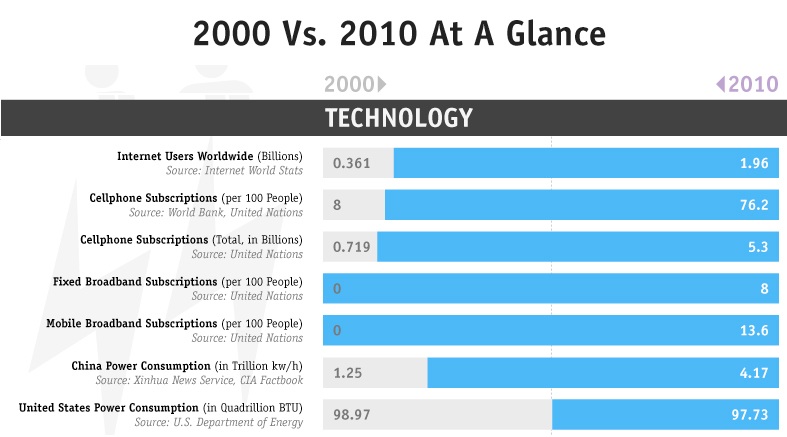 2000 Vs. 2010 At A Glance
2000 2010
TECHNOLOGY
Internet Users Worldwide (Billions) 0.361 1.96
Source: Internet World Stats
Cellphone Subscriptions (per 100 People) 8 76.2
Source: World Bank, United Nations
Cellphone Subscriptions (Total, in Billions) 0.719 5.3
Source: United Nations
Fixed Broadband Subscriptions (per 100 People) 0 8
Source: United Nations
Mobile Broadband Subscriptions (per 100 People) 0 13.6
Source: United Nations
China Power Consumption (in Trillion kw/h) 1.25 4.17
Source: Xinhua News Service, CIA Factbook
United States Power Consumption (in Quadrillion BTU) 98.97 97.73
Source: U.S. Department of Energy